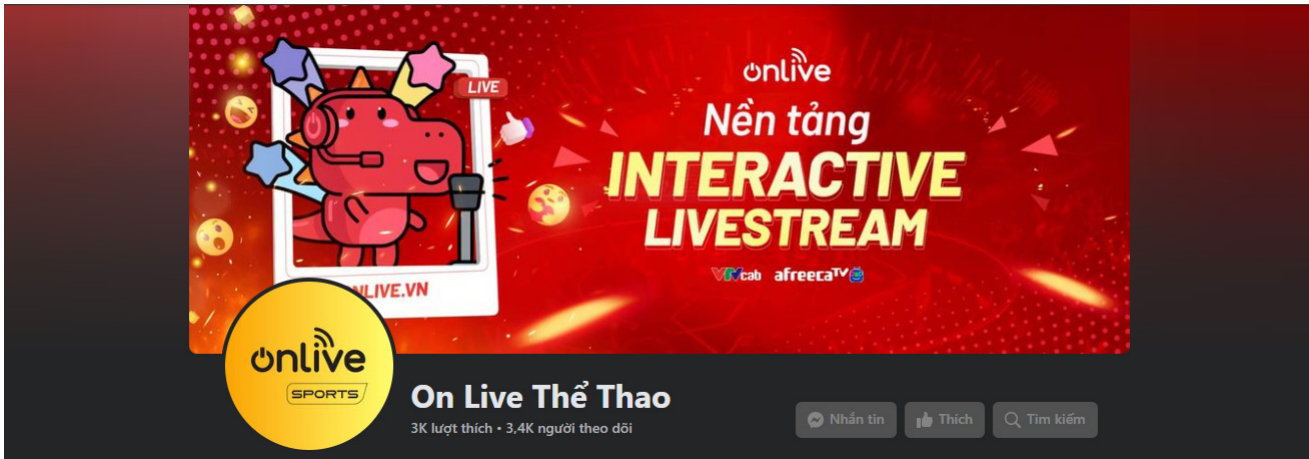 LIVE
onlive
Nền tảng
INTERACTIVE
LIVESTREAM
VTVcab afreecaTV
NLIVE.VN
onlive
SPORTS
On Live Thể Thao
3K lượt thích • 3,4K người theo dõi
Nhắn tin
Thích
Tìm kiếm